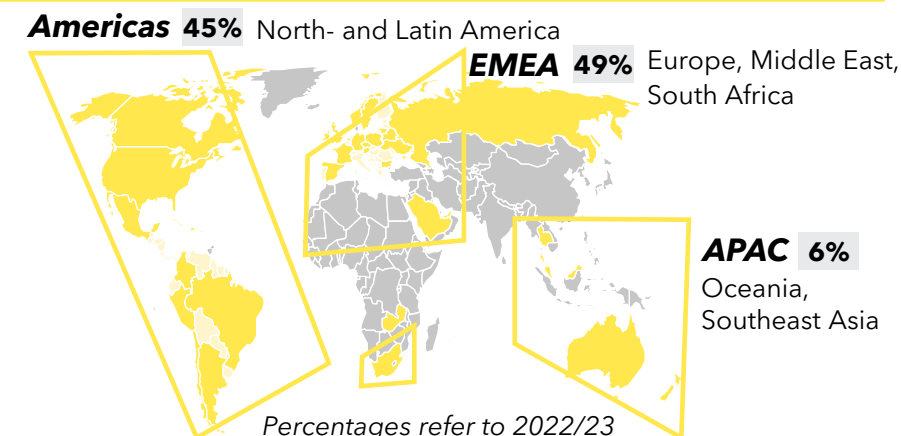 Americas 45% North- and Latin America
EMEA 49% Europe, Middle East,
South Africa
APAC 6%
Oceania,
Southeast Asia
Percentages refer to 2022/23